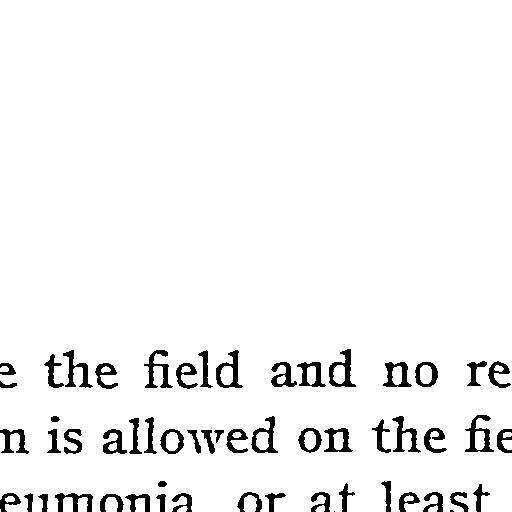 e the field and no re
m is allowed on the fie
eumonia, or at least